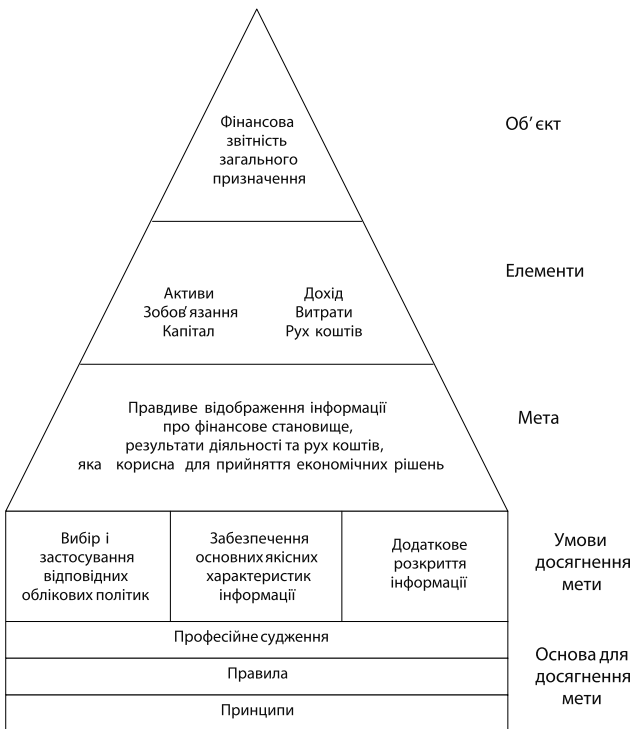 Фінансова
звітність
загального
призначення
Об’єкт
Активи
Зобов’язання
Капітал
Дохід
Витрати
Рух коштів
Елементи
Правдиве відображення інформації
про фінансове становище,
результати діяльності та рух коштів,
яка корисна для прийняття економічних рішень
Мета
Вибір і
застосування
відповідних
облікових політик
Забезпечення
основних якісних
характеристик
інформації
Додаткове
розкриття
інформації
Умови
досягнення
мети
Професійне судження
Правила
Принципи
Основа для
досягнення
мети